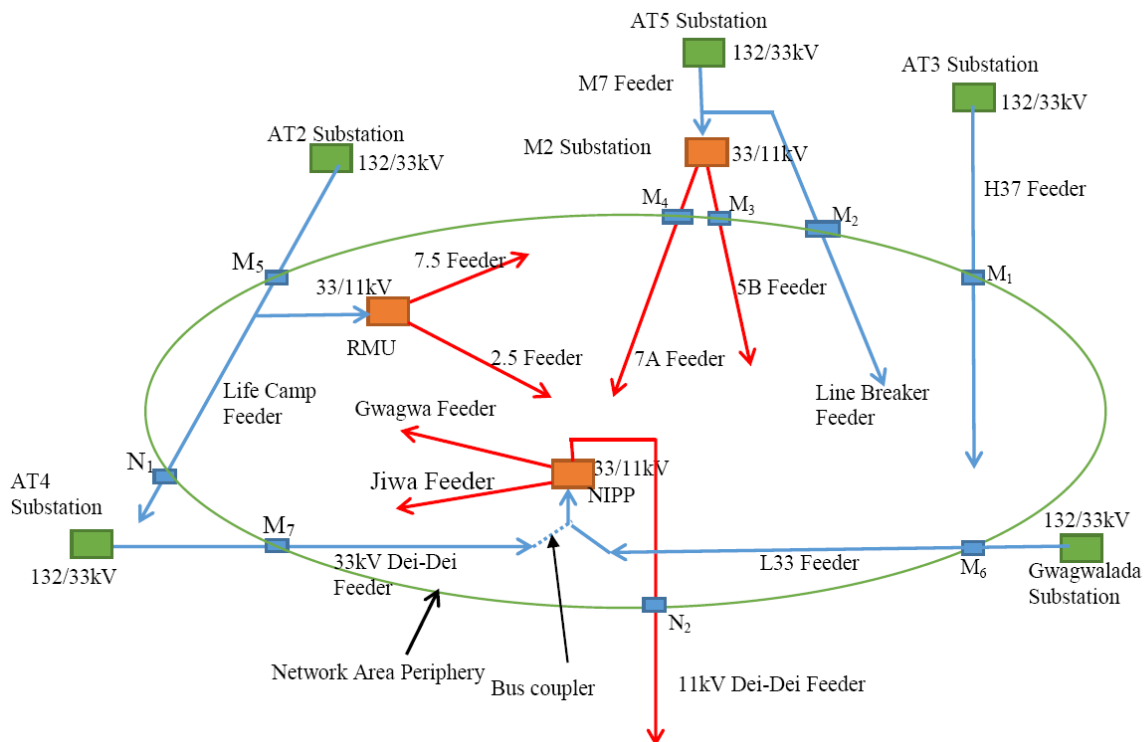 AT5 Substation
132/33kV
M7 Feeder
AT3 Substation
132/33kV
AT2 Substation
132/33kV
M2 Substation
33/11kV
H37 Feeder
M4
M3
M2
M5
7.5 Feeder
M1
33/11kV
5B Feeder
RMU
2.5 Feeder
7A Feeder
Life Camp
Feeder
Line Breaker
Feeder
Gwagwa Feeder
N1
33/11kV
AT4
Substation
Jiwa Feeder
NIPP
132/33kV
M7
132/33kV
33kV Dei-Dei
Feeder
L33 Feeder
M6
Gwagwalada
Substation
N2
Network Area Periphery
Bus coupler
11kV Dei-Dei Feeder